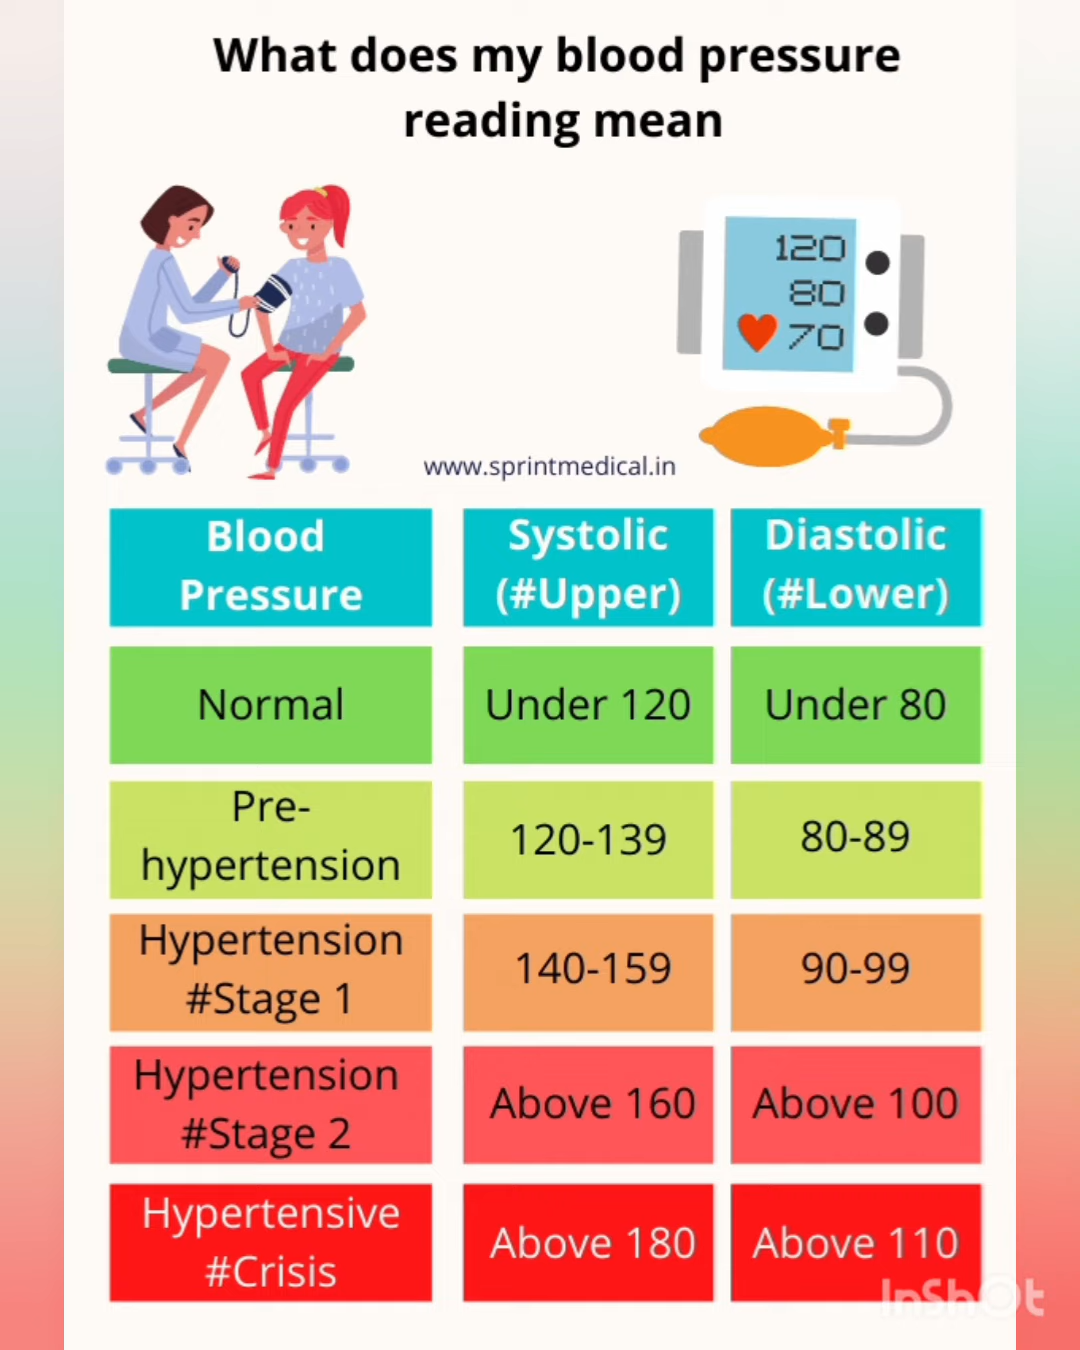 What does my blood pressure
reading mean
120
80
70
www.sprintmedical.in
Blood
Pressure
Systolic
(#Upper)
Diastolic
(#Lower)
Normal
Under 120
Under 80
Pre-
hypertension
120-139
80-89
Hypertension
#Stage 1
140-159
90-99
Hypertension
#Stage 2
Above 160
Above 100
Hypertensive
#Crisis
Above 180
Above 110
InShOt